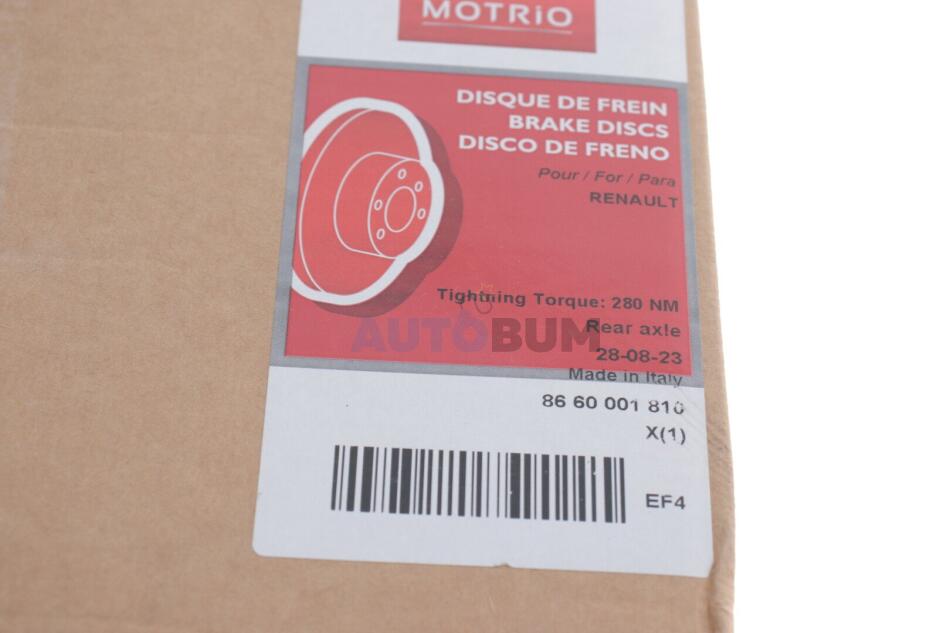 MOTRiO
DISQUE DE FREIN
BRAKE DISCS
DISCO DE FRENO
Pour / For / Para
RENAULT
Tightning Torque: 280 NM
Rear axle
AUTOBUM
28-08-23
Made in Italy
86 60 001 810
X(1)
EF4